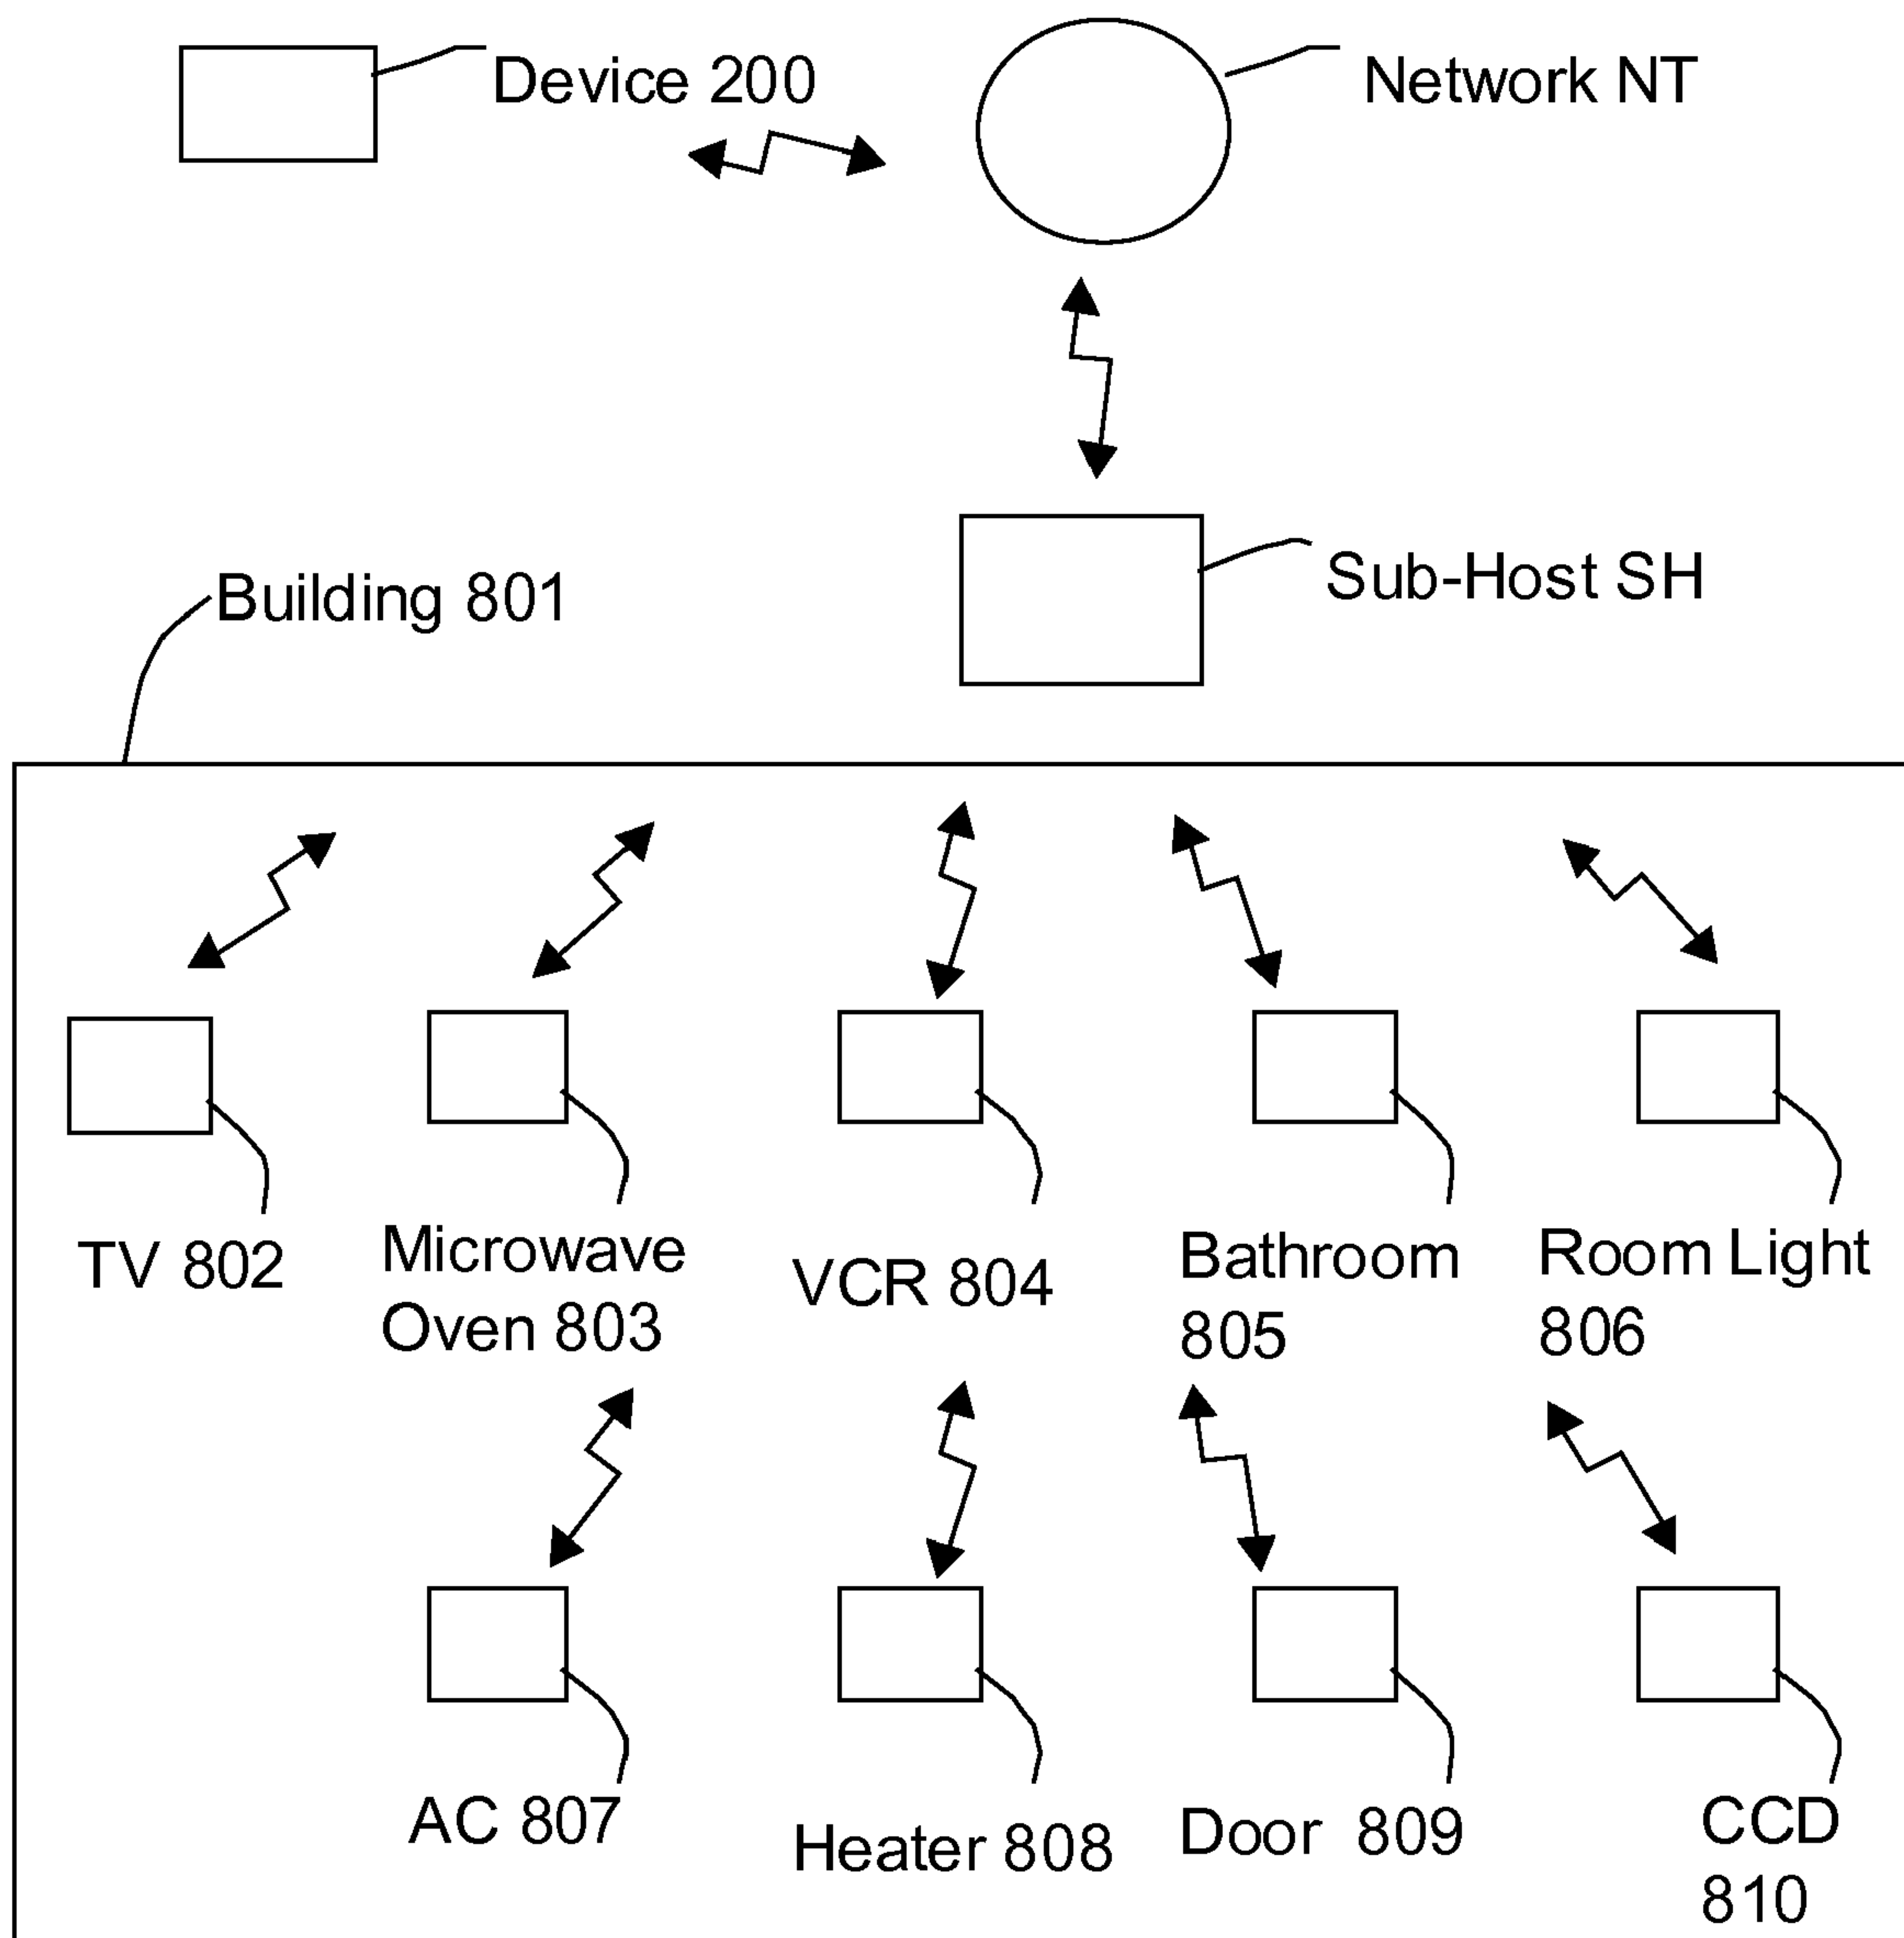 Device 200
Network NT
Sub-Host SH
Building 801
TV 802
Microwave
Oven 803
VCR 804
Bathroom
805
Room Light
806
AC 807
Heater 808
Door 809
CCD
810